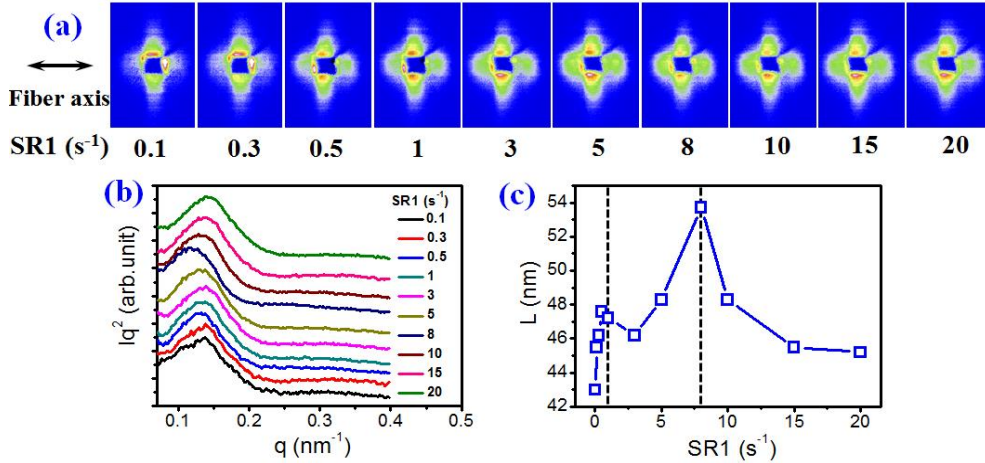 (a)
Fiber axis
SR1 (s⁻¹) 0.1 0.3 0.5 1 3 5 8 10 15 20
(b)
Iq² (arb.unit)
SR1 (s⁻¹)
0.1
0.3
0.5
1
3
5
8
10
15
20
0.1 0.2 0.3 0.4 0.5
q (nm⁻¹)
(c)
L (nm)
54
52
50
48
46
44
42
0 5 10 15 20
SR1 (s⁻¹)